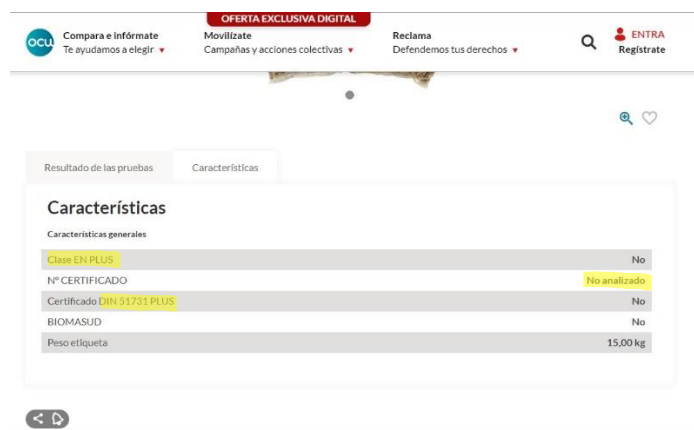 OFERTA EXCLUSIVA DIGITAL
ocu
Compara e infórmate
Te ayudamos a elegir
Movilízate
Campañas y acciones colectivas
Reclama
Defendemos tus derechos
ENTRA
Regístrate
Resultado de las pruebas
Características
Características
Características generales
Clase EN PLUS No
Nº CERTIFICADO No analizado
Certificado DIN 51731 PLUS No
BIOMASUD No
Peso etiqueta 15,00 kg